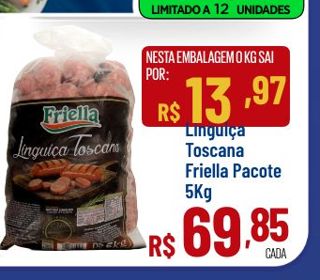 LIMITADO A 12 UNIDADES
NESTA EMBALAGEM O KG SAI
POR:
R$ 13,97
Friella
Linguiça Toscana
Linguiça
Toscana
Friella Pacote
5Kg
R$ 69,85
CADA